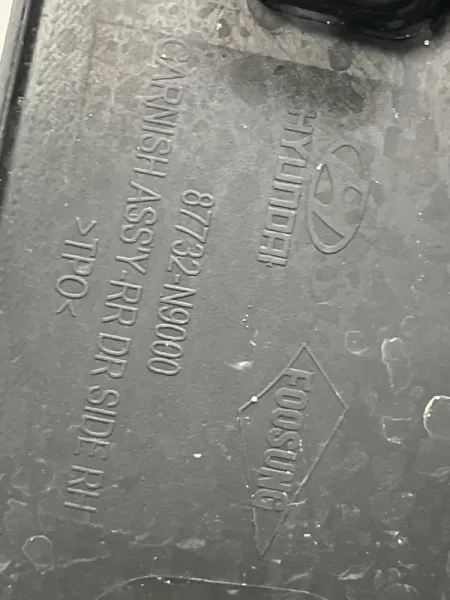 HYUNDAI
FOOSUNG
87732-N9000
GARNISH ASSY-RR DR SIDE RH
>TPO<